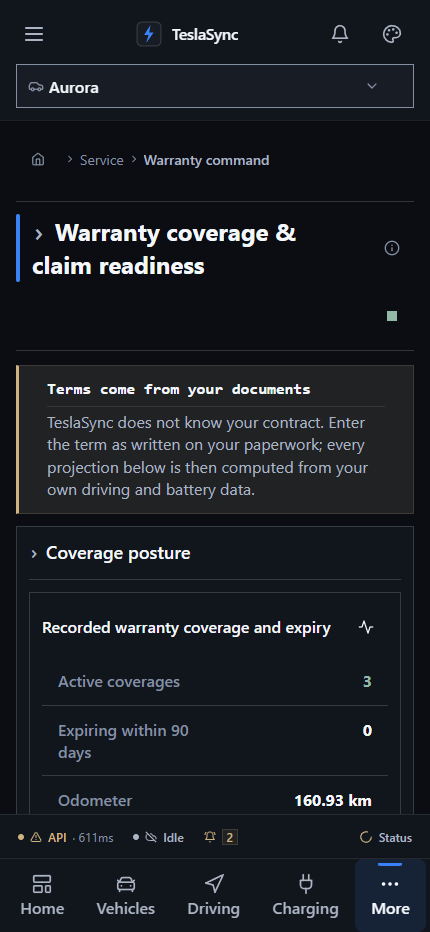 TeslaSync
Aurora
Service
Warranty command
Warranty coverage &
claim readiness
Terms come from your documents
TeslaSync does not know your contract. Enter
the term as written on your paperwork; every
projection below is then computed from your
own driving and battery data.
Coverage posture
Recorded warranty coverage and expiry
Active coverages 3
Expiring within 90 0
days
Odometer 160.93 km
API · 611ms Idle 2 Status
Home Vehicles Driving Charging More